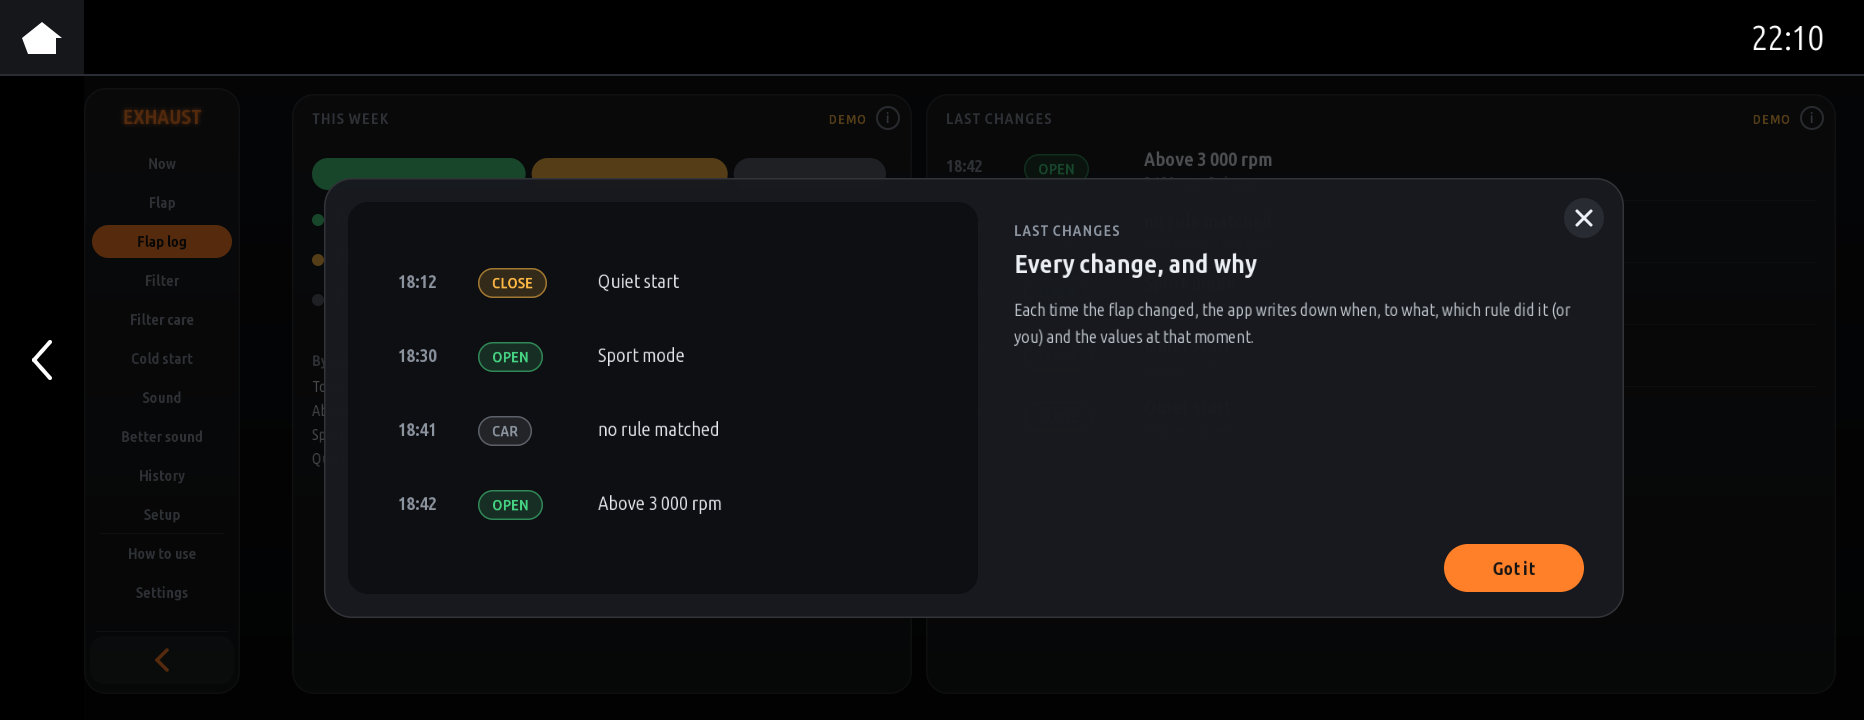 22:10
EXHAUST
Now
Flap
Flap log
Filter
Filter care
Cold start
Sound
Better sound
History
Setup
How to use
Settings
THIS WEEK
DEMO
i
LAST CHANGES
DEMO
i
18:42
OPEN
Above 3 000 rpm
18:12
CLOSE
Quiet start
18:30
OPEN
Sport mode
18:41
CAR
no rule matched
18:42
OPEN
Above 3 000 rpm
LAST CHANGES
Every change, and why
Each time the flap changed, the app writes down when, to what, which rule did it (or
you) and the values at that moment.
Got it